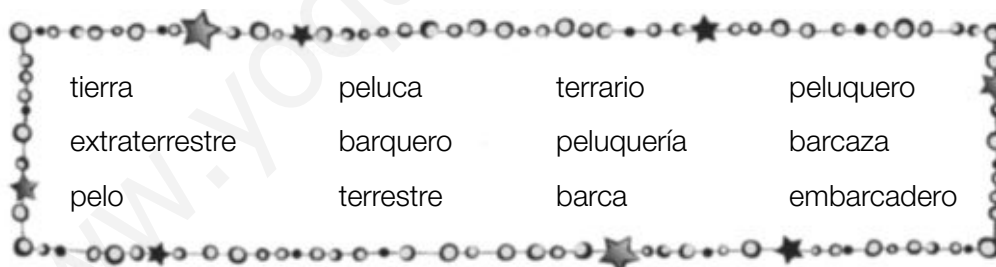 tierra peluca terrario peluquero
extraterrestre barquero peluquería barcaza
pelo terrestre barca embarcadero